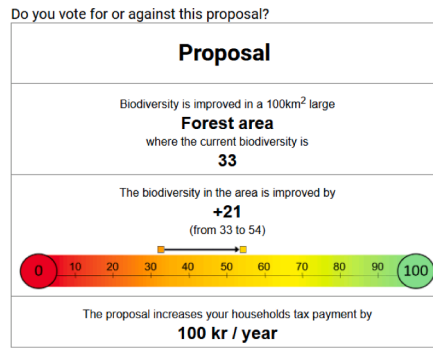 Do you vote for or against this proposal?
Proposal
Biodiversity is improved in a 100km² large
Forest area
where the current biodiversity is
33
The biodiversity in the area is improved by
+21
(from 33 to 54)
0 10 20 30 40 50 60 70 80 90 100
The proposal increases your households tax payment by
100 kr / year